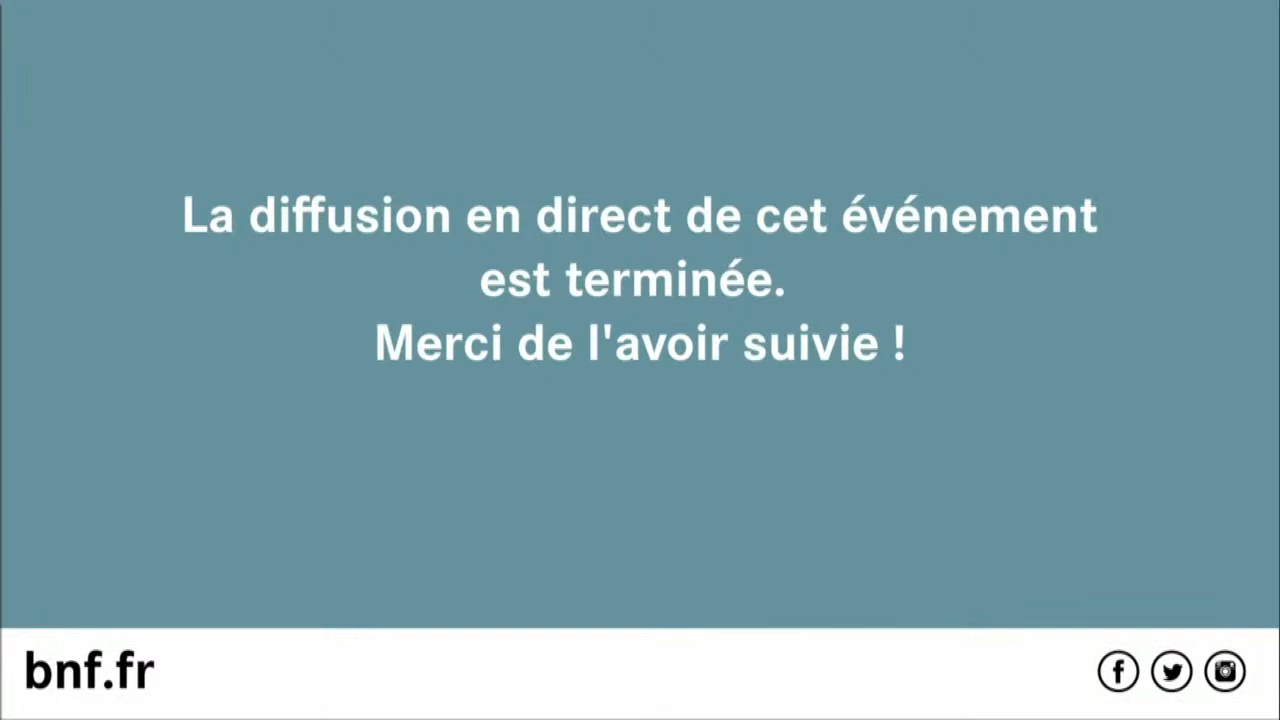 La diffusion en direct de cet événement
est terminée.
Merci de l'avoir suivie !
bnf.fr